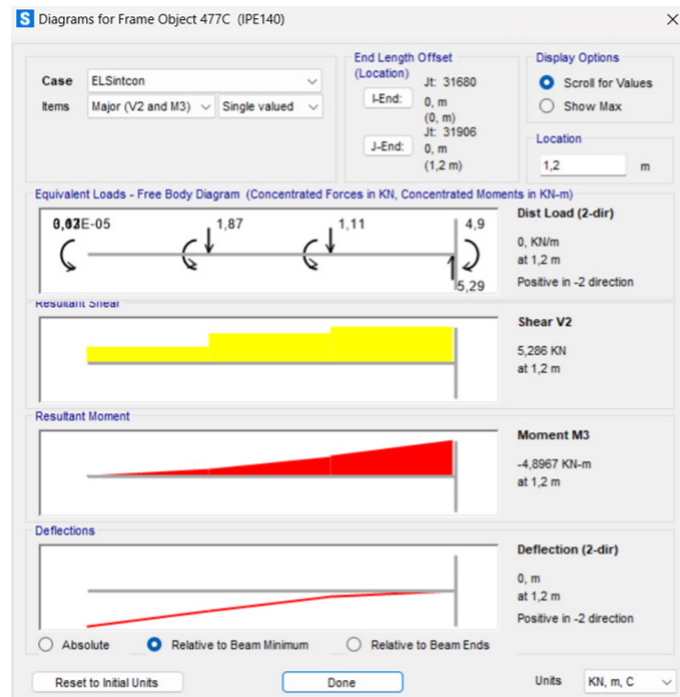 S Diagrams for Frame Object 477C (IPE140)
Case ELSintcon
Items Major (V2 and M3) Single valued
End Length Offset
(Location)
I-End:
Jt: 31680
0, m
(0, m)
J-End:
Jt: 31906
0, m
(1,2 m)
Display Options
Scroll for Values
Show Max
Location
1,2 m
Equivalent Loads - Free Body Diagram (Concentrated Forces in KN, Concentrated Moments in KN-m)
1,87
1,11
4,9
5,29
Dist Load (2-dir)
0, KN/m
at 1,2 m
Positive in -2 direction
Resultant Shear
Shear V2
5,286 KN
at 1,2 m
Resultant Moment
Moment M3
-4,8967 KN-m
at 1,2 m
Deflections
Deflection (2-dir)
0, m
at 1,2 m
Positive in -2 direction
Absolute Relative to Beam Minimum Relative to Beam Ends
Reset to Initial Units Done Units KN, m, C